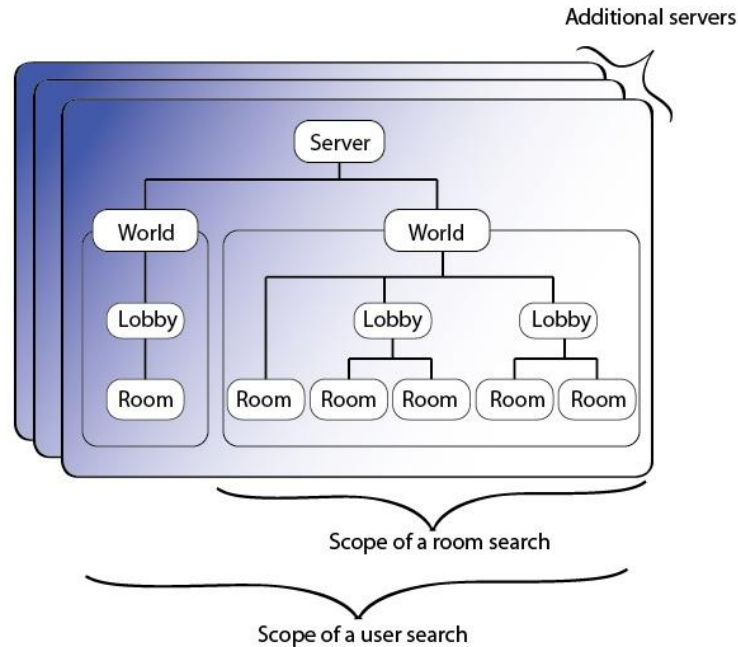 Additional servers
Server
World World
Lobby Lobby Lobby
Room Room Room Room Room Room
Scope of a room search
Scope of a user search